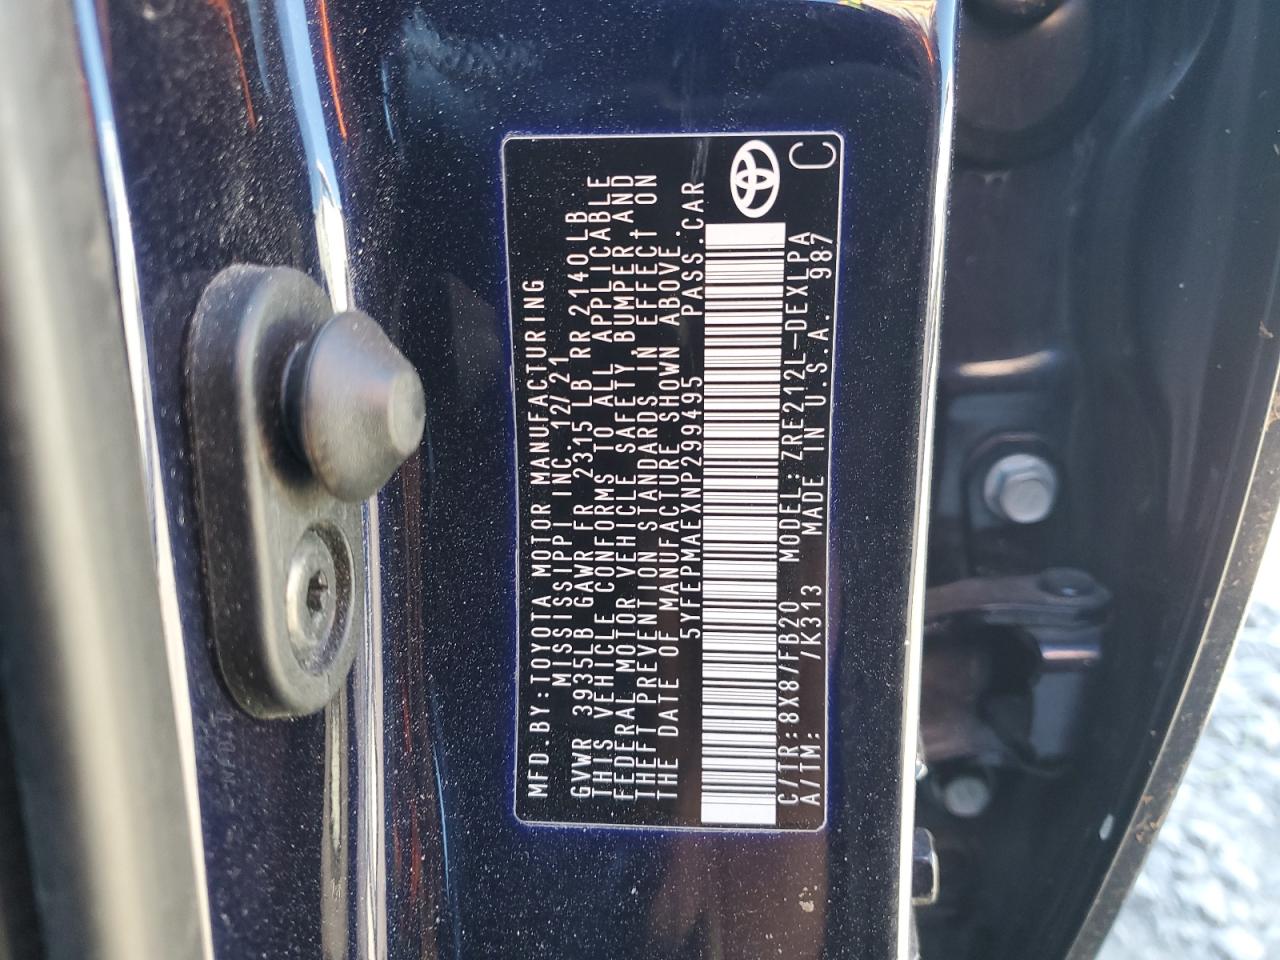 MFD.BY:TOYOTA MOTOR MANUFACTURING
MISSISSIPPI INC. 12/21
GVWR 3935LB GAWR FR 2315LB RR 2140LB
THIS VEHICLE CONFORMS TO ALL APPLICABLE
FEDERAL MOTOR VEHICLE SAFETY,BUMPER,AND
THEFT PREVENTION STANDARDS IN EFFECT ON
THE DATE OF MANUFACTURE SHOWN ABOVE.
5YFEPMAEXNP299495 PASS.CAR
C/TR:8X8/FB20 MODEL:ZRE212L-DEXLPA
A/TM: /K313 MADE IN U.S.A. 987
C